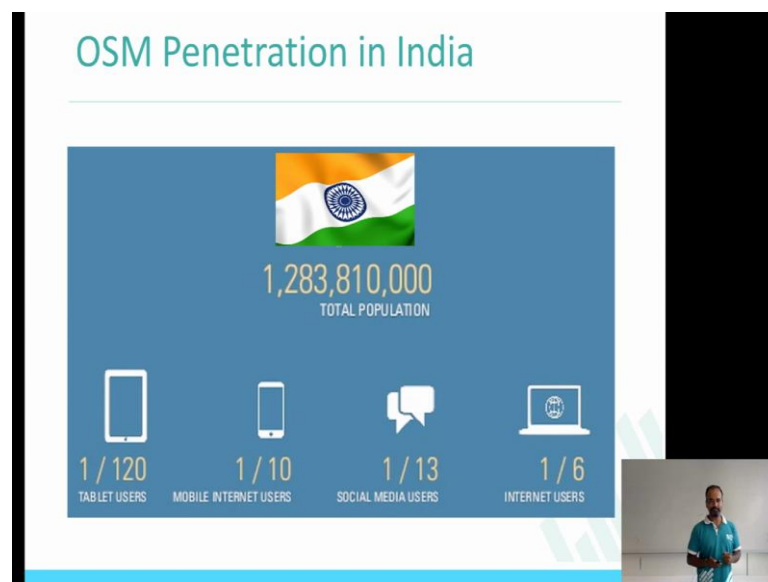 OSM Penetration in India
1,283,810,000
TOTAL POPULATION
1 / 120
TABLET USERS
1 / 10
MOBILE INTERNET USERS
1 / 13
SOCIAL MEDIA USERS
1 / 6
INTERNET USERS